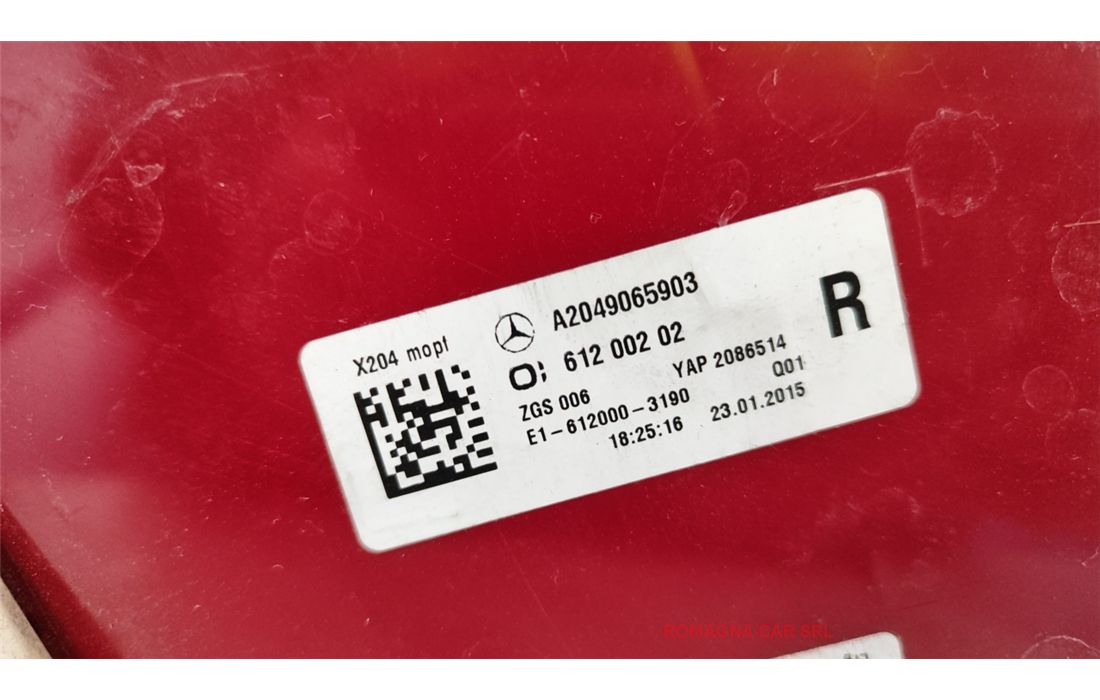 X204 mopf
A2049065903
612 002 02
ZGS 006
YAP 2086514
E1-612000-3190
Q01
18:25:16
23.01.2015
R
ROMAGNA CAR SRL